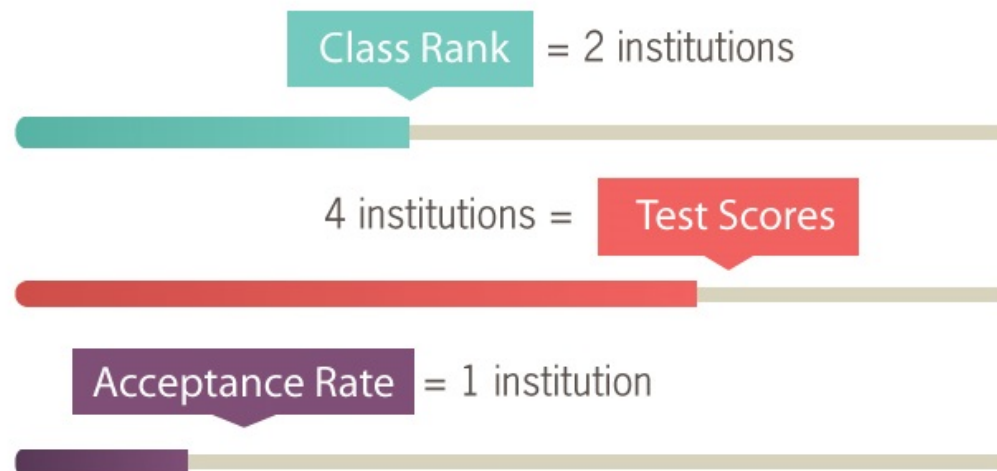 Class Rank = 2 institutions
4 institutions = Test Scores
Acceptance Rate = 1 institution